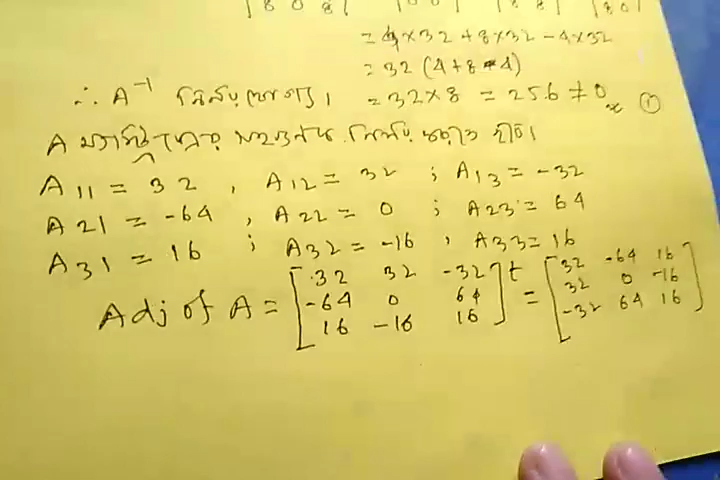 = 4×32 + 8×32 - 4×32
= 32 (4+8-4)
∴ A⁻¹ নির্ণয়যোগ্য। = 32×8 = 256 ≠ 0 ①
A ম্যাট্রিক্সের সহগুণক নির্ণয় করতে হবে।
A11 = 32 , A12 = 32 ; A13 = -32
A21 = -64 , A22 = 0 ; A23 = 64
A31 = 16 ; A32 = -16 , A33 = 16
Adj of A = [32 32 -32]t = [32 -64 16]
[-64 0 64] [32 0 -16]
[16 -16 16] [-32 64 16]